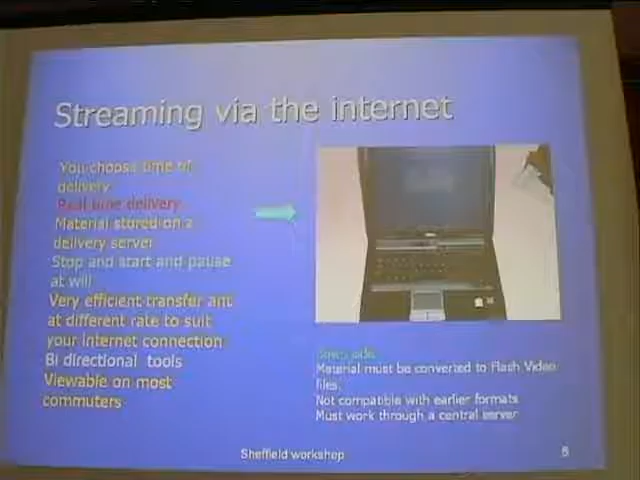 Streaming via the internet
You choose time of
delivery
Real time delivery
Material stored on a
delivery server
Stop and start and pause
at will
Very efficient transfer and
at different rate to suit
your internet connection
Bi directional tools
Viewable on most
commuters
Material must be converted to Flash Video
files.
Not compatible with earlier formats
Must work through a central server
Sheffield workshop